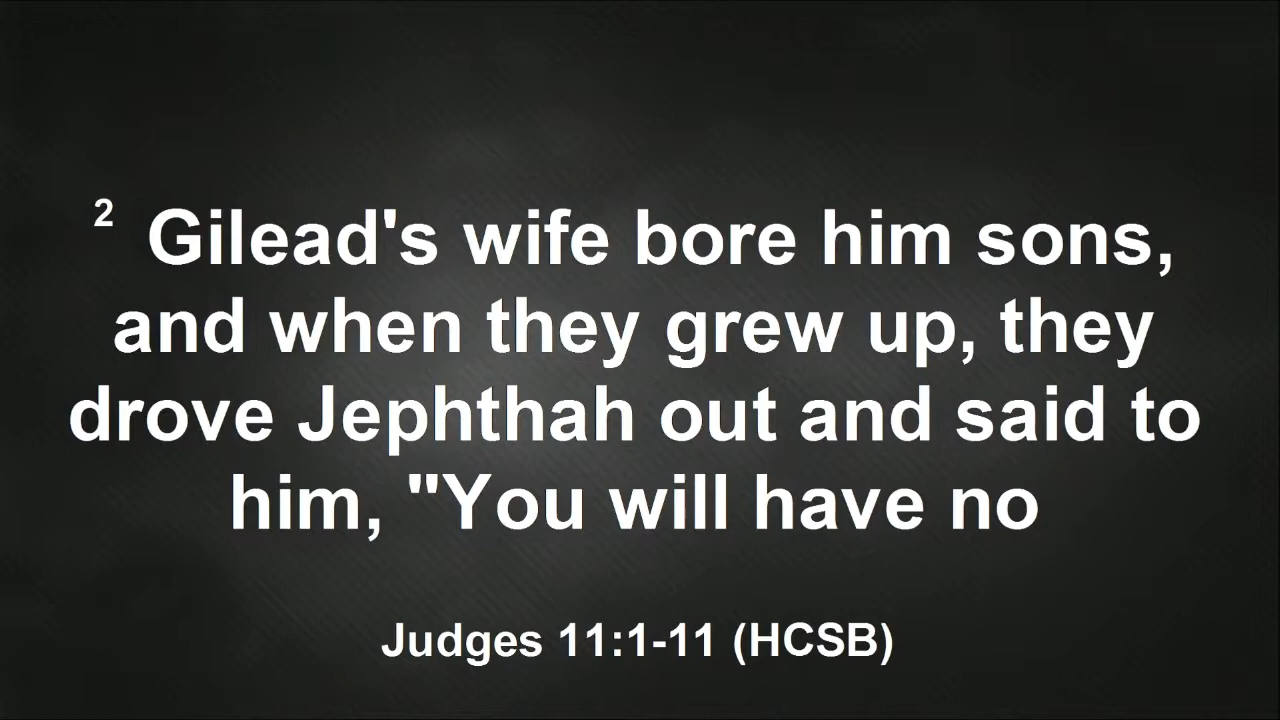 2 Gilead's wife bore him sons,
and when they grew up, they
drove Jephthah out and said to
him, "You will have no
Judges 11:1-11 (HCSB)